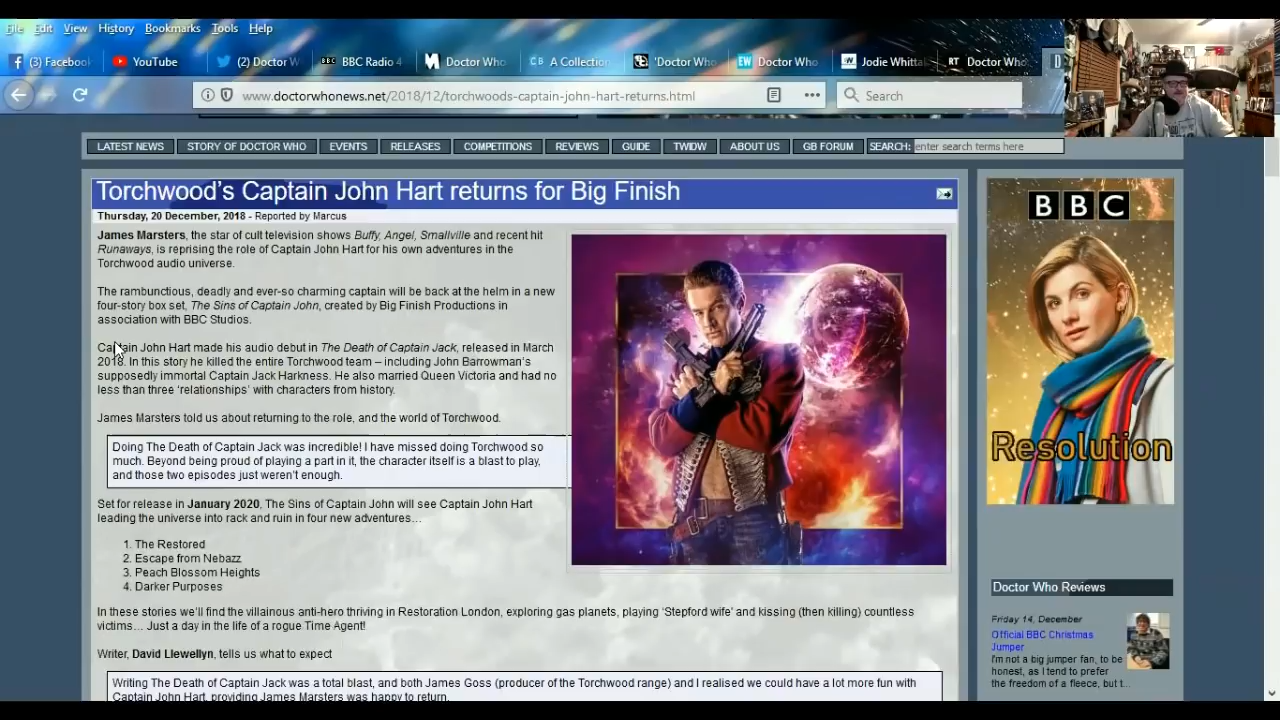 File Edit View History Bookmarks Tools Help
(3) Facebook YouTube (2) Doctor W BBC Radio 4 Doctor Who A Collection 'Doctor Who Doctor Who Jodie Whitta Doctor Who
www.doctorwhonews.net/2018/12/torchwoods-captain-john-hart-returns.html Search
LATEST NEWS STORY OF DOCTOR WHO EVENTS RELEASES COMPETITIONS REVIEWS GUIDE TWIDW ABOUT US GB FORUM SEARCH: enter search terms here
Torchwood's Captain John Hart returns for Big Finish
Thursday, 20 December, 2018 - Reported by Marcus
James Marsters, the star of cult television shows Buffy, Angel, Smallville and recent hit
Runaways, is reprising the role of Captain John Hart for his own adventures in the
Torchwood audio universe.
The rambunctious, deadly and ever-so charming captain will be back at the helm in a new
four-story box set, The Sins of Captain John, created by Big Finish Productions in
association with BBC Studios.
Captain John Hart made his audio debut in The Death of Captain Jack, released in March
2018. In this story he killed the entire Torchwood team – including John Barrowman's
supposedly immortal Captain Jack Harkness. He also married Queen Victoria and had no
less than three 'relationships' with characters from history.
James Marsters told us about returning to the role, and the world of Torchwood.
Doing The Death of Captain Jack was incredible! I have missed doing Torchwood so
much. Beyond being proud of playing a part in it, the character itself is a blast to play,
and those two episodes just weren't enough.
Set for release in January 2020, The Sins of Captain John will see Captain John Hart
leading the universe into rack and ruin in four new adventures…
1. The Restored
2. Escape from Nebazz
3. Peach Blossom Heights
4. Darker Purposes
In these stories we'll find the villainous anti-hero thriving in Restoration London, exploring gas planets, playing 'Stepford wife' and kissing (then killing) countless
victims… Just a day in the life of a rogue Time Agent!
Writer, David Llewellyn, tells us what to expect
Writing The Death of Captain Jack was a total blast, and both James Goss (producer of the Torchwood range) and I realised we could have a lot more fun with
Captain John Hart, providing James Marsters was happy to return.
BBC
Resolution
Doctor Who Reviews
Friday 14, December
Official BBC Christmas
Jumper
I'm not a big jumper fan, to be
honest, as I tend to prefer
the freedom of a fleece, but t...